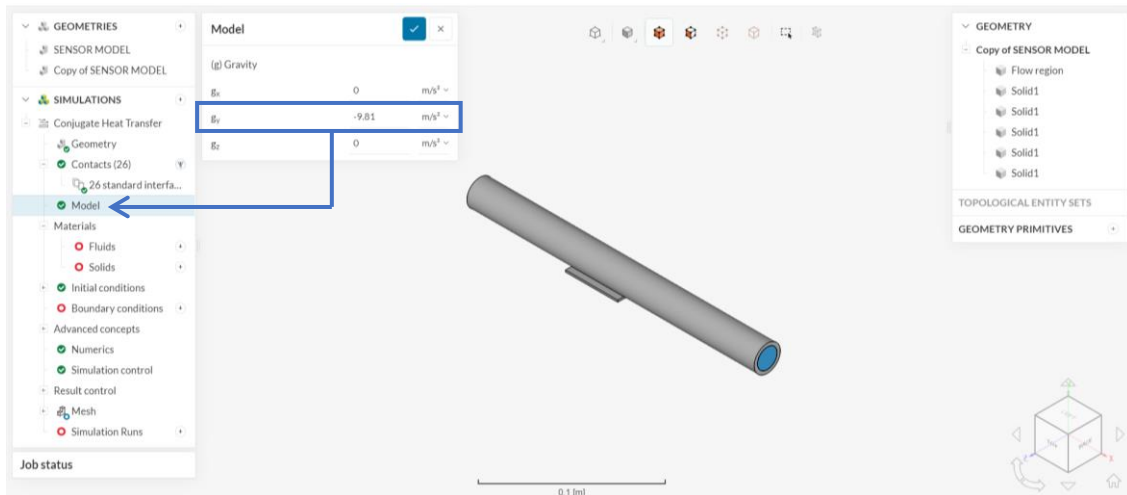 GEOMETRIES
SENSOR MODEL
Copy of SENSOR MODEL
SIMULATIONS
Conjugate Heat Transfer
Geometry
Contacts (26)
26 standard interfa...
Model
Materials
Fluids
Solids
Initial conditions
Boundary conditions
Advanced concepts
Numerics
Simulation control
Result control
Mesh
Simulation Runs
Job status
Model
(g) Gravity
gx 0 m/s²
gy -9.81 m/s²
gz 0 m/s²
0.1 [m]
GEOMETRY
Copy of SENSOR MODEL
Flow region
Solid1
Solid1
Solid1
Solid1
Solid1
TOPOLOGICAL ENTITY SETS
GEOMETRY PRIMITIVES
X